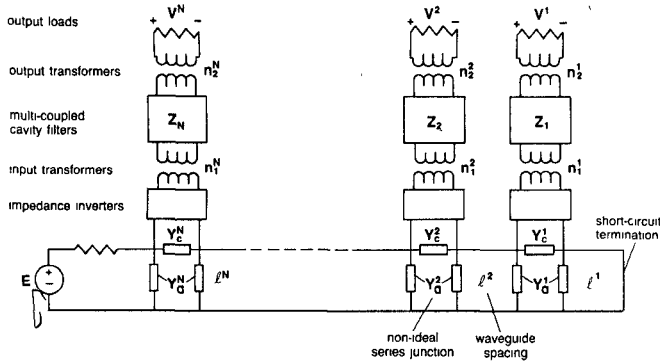 output loads
+ V^N −
+ V^2 −
+ V^1 −
output transformers
n_2^N
n_2^2
n_2^1
multi-coupled
cavity filters
Z_N
Z_2
Z_1
input transformers
n_1^N
n_1^2
n_1^1
impedance inverters
short-circuit
termination
Y_c^N
Y_c^2
Y_c^1
E + −
Y_a^N
ℓ^N
Y_a^2
ℓ^2
Y_a^1
ℓ^1
non-ideal
series junction
waveguide
spacing